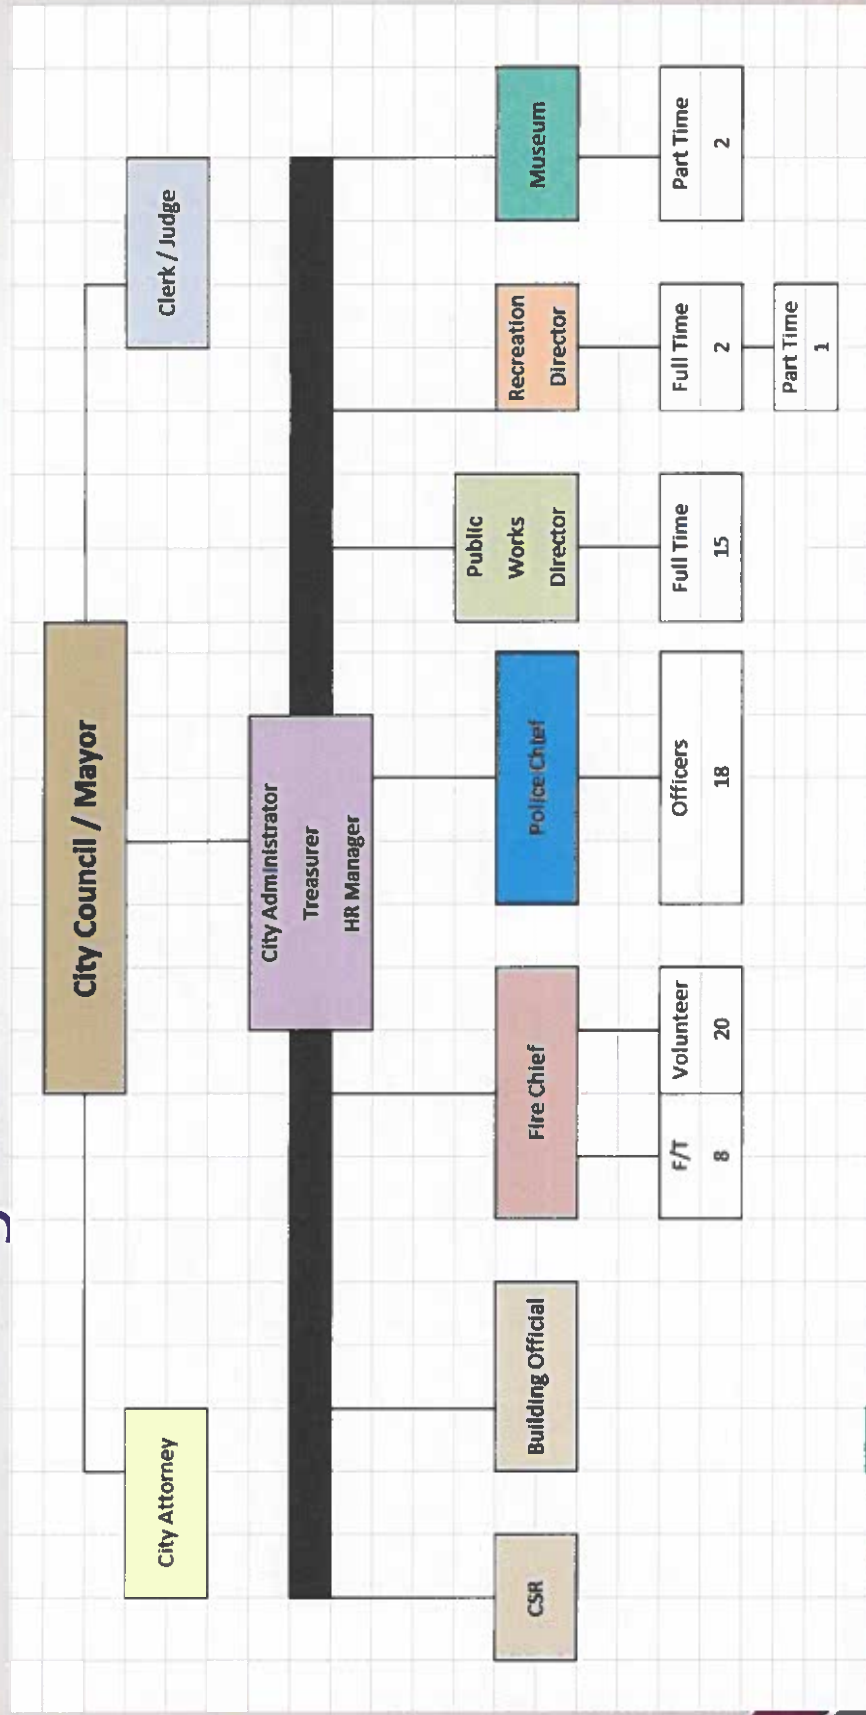 City Council / Mayor
City Attorney
Clerk / Judge
City Administrator
Treasurer
HR Manager
CSR
Building Official
Fire Chief
Police Chief
Public
Works
Director
Recreation
Director
Museum
F/T
8
Volunteer
20
Officers
18
Full Time
15
Full Time
2
Part Time
1
Part Time
2